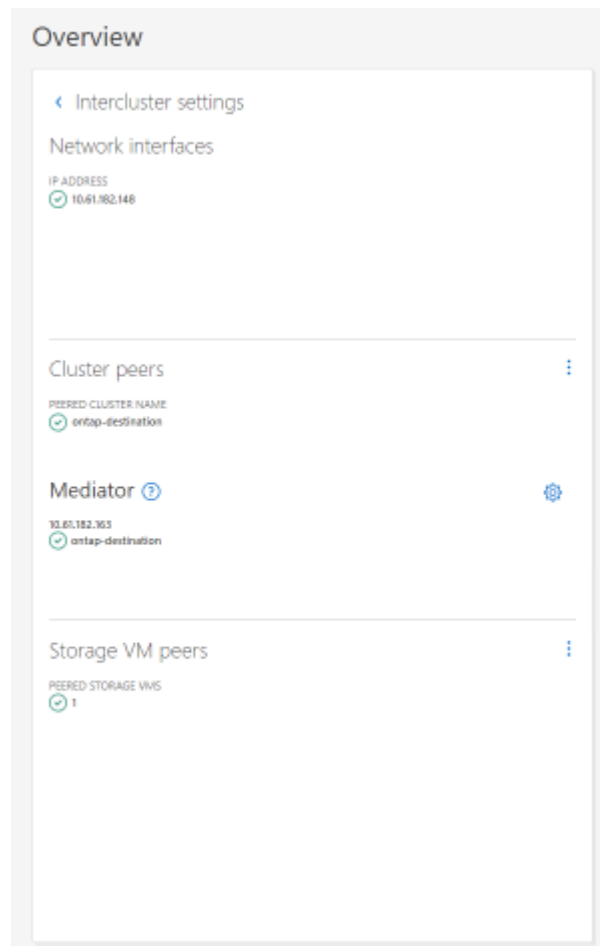 Overview
Intercluster settings
Network interfaces
IP ADDRESS
10.61.182.148
Cluster peers
PEERED CLUSTER NAME
ontap-destination
Mediator ?
10.61.182.163
ontap-destination
Storage VM peers
PEERED STORAGE VMS
1